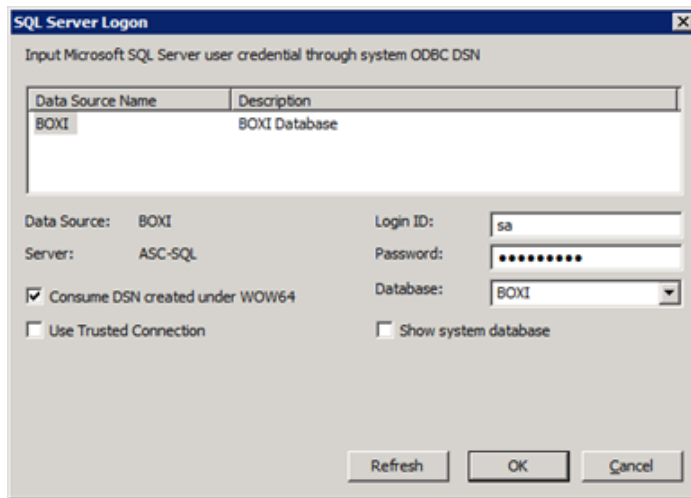 SQL Server Logon
Input Microsoft SQL Server user credential through system ODBC DSN
Data Source Name Description
BOXI BOXI Database
Data Source: BOXI Login ID: sa
Server: ASC-SQL Password: •••••••••
Consume DSN created under WOW64 Database: BOXI
Use Trusted Connection Show system database
Refresh OK Cancel